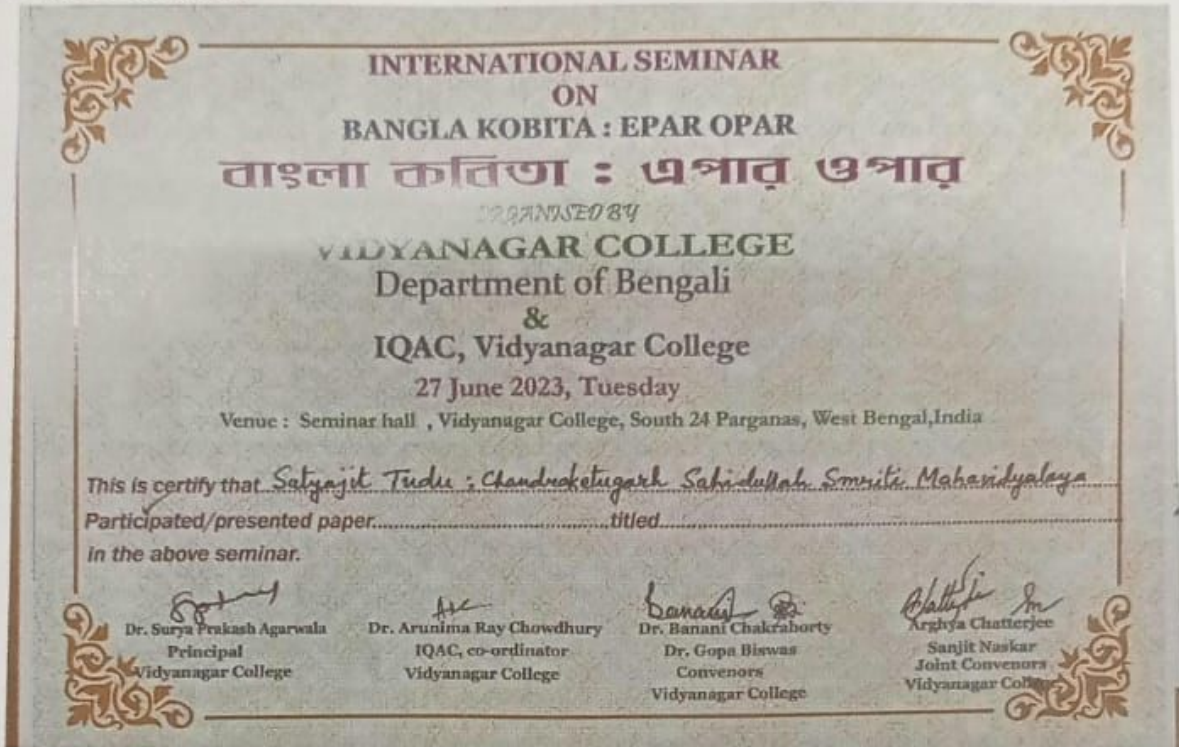 INTERNATIONAL SEMINAR
ON
BANGLA KOBITA : EPAR OPAR
বাংলা কবিতা : এপার ওপার
ORGANISED BY
VIDYANAGAR COLLEGE
Department of Bengali
&
IQAC, Vidyanagar College
27 June 2023, Tuesday
Venue : Seminar hall , Vidyanagar College, South 24 Parganas, West Bengal,India
This is certify that Satyajit Tudu ; Chandraketugarh Sahidullah Smriti Mahavidyalaya
Participated/presented paper..............................titled..............................
in the above seminar.
Dr. Surya Prakash Agarwala
Principal
Vidyanagar College
Dr. Arunima Ray Chowdhury
IQAC, co-ordinator
Vidyanagar College
Dr. Banani Chakraborty
Dr. Gopa Biswas
Convenors
Vidyanagar College
Arghya Chatterjee
Sanjit Naskar
Joint Convenors
Vidyanagar College